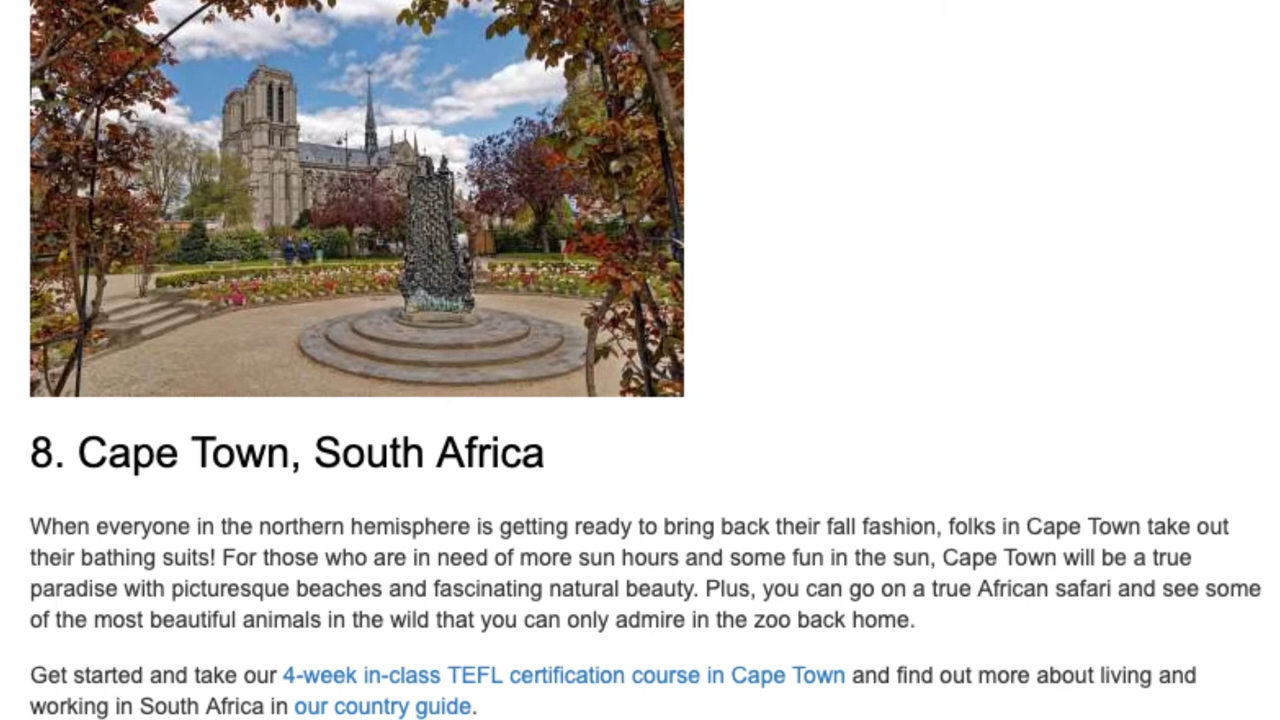 8. Cape Town, South Africa
When everyone in the northern hemisphere is getting ready to bring back their fall fashion, folks in Cape Town take out
their bathing suits! For those who are in need of more sun hours and some fun in the sun, Cape Town will be a true
paradise with picturesque beaches and fascinating natural beauty. Plus, you can go on a true African safari and see some
of the most beautiful animals in the wild that you can only admire in the zoo back home.
Get started and take our 4-week in-class TEFL certification course in Cape Town and find out more about living and
working in South Africa in our country guide.